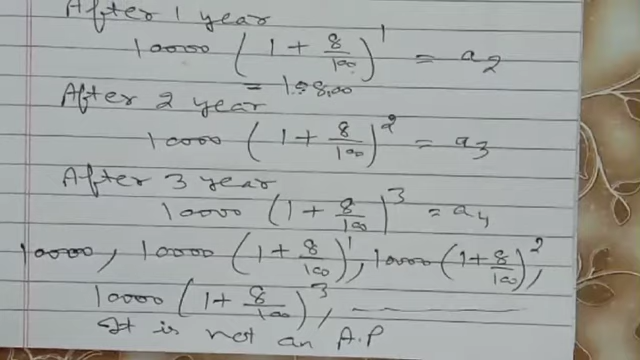 After 1 year
10000 (1 + 8/100)^1 = a2
= 10800
After 2 year
10000 (1 + 8/100)^2 = a3
After 3 year
10000 (1 + 8/100)^3 = a4
10000, 10000 (1 + 8/100)^1, 10000 (1 + 8/100)^2,
10000 (1 + 8/100)^3, ————
It is not an A.P